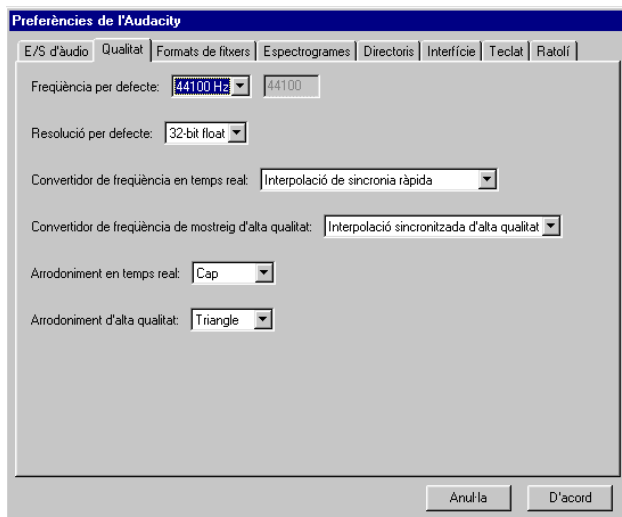 Preferències de l'Audacity
E/S d'àudio Qualitat Formats de fitxers Espectrogrames Directoris Interfície Teclat Ratolí
Freqüència per defecte: 44100 Hz 44100
Resolució per defecte: 32-bit float
Convertidor de freqüència en temps real: Interpolació de sincronia ràpida
Convertidor de freqüència de mostreig d'alta qualitat: Interpolació sincronitzada d'alta qualitat
Arrodoniment en temps real: Cap
Arrodoniment d'alta qualitat: Triangle
Anul·la D'acord